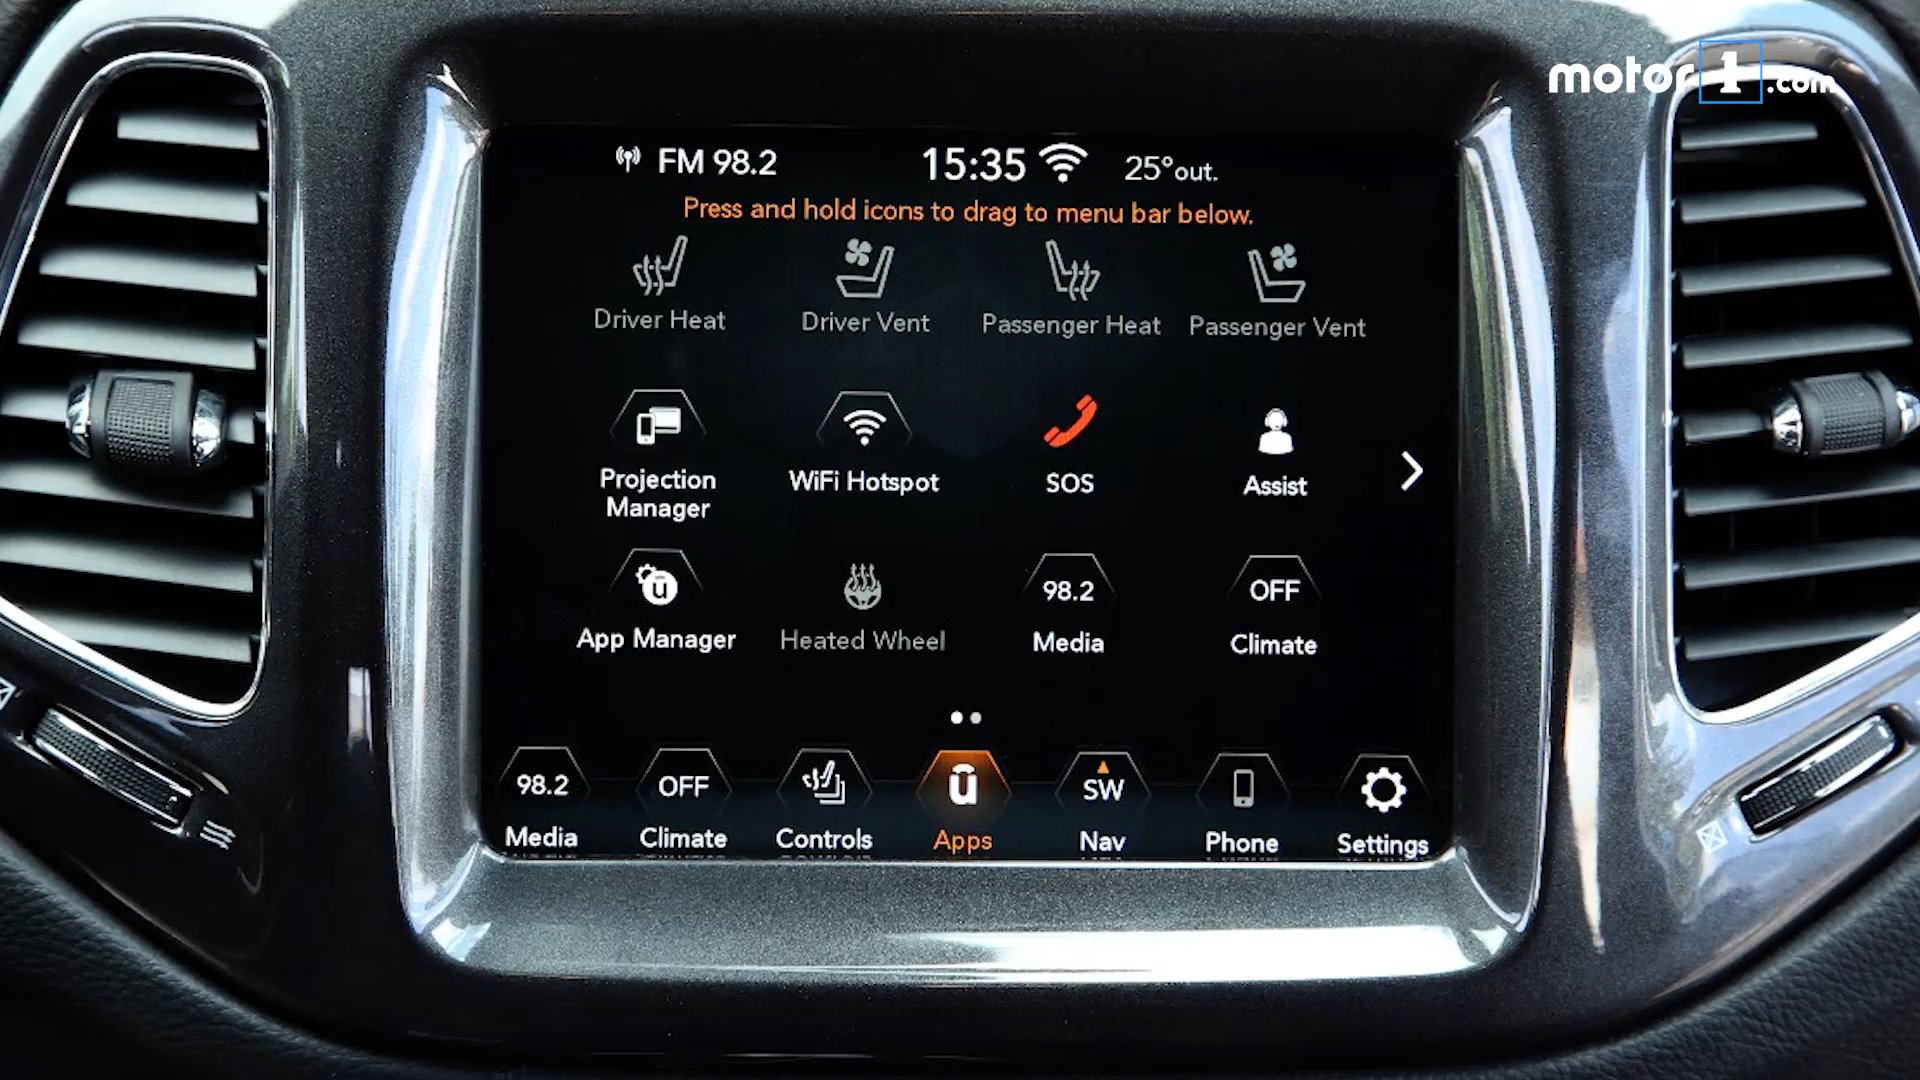 motor1.com
FM 98.2 15:35 25°out.
Press and hold icons to drag to menu bar below.
Driver Heat Driver Vent Passenger Heat Passenger Vent
Projection Manager WiFi Hotspot SOS Assist
ū
App Manager Heated Wheel
98.2
Media
OFF
Climate
98.2 OFF ū SW
Media Climate Controls Apps Nav Phone Settings